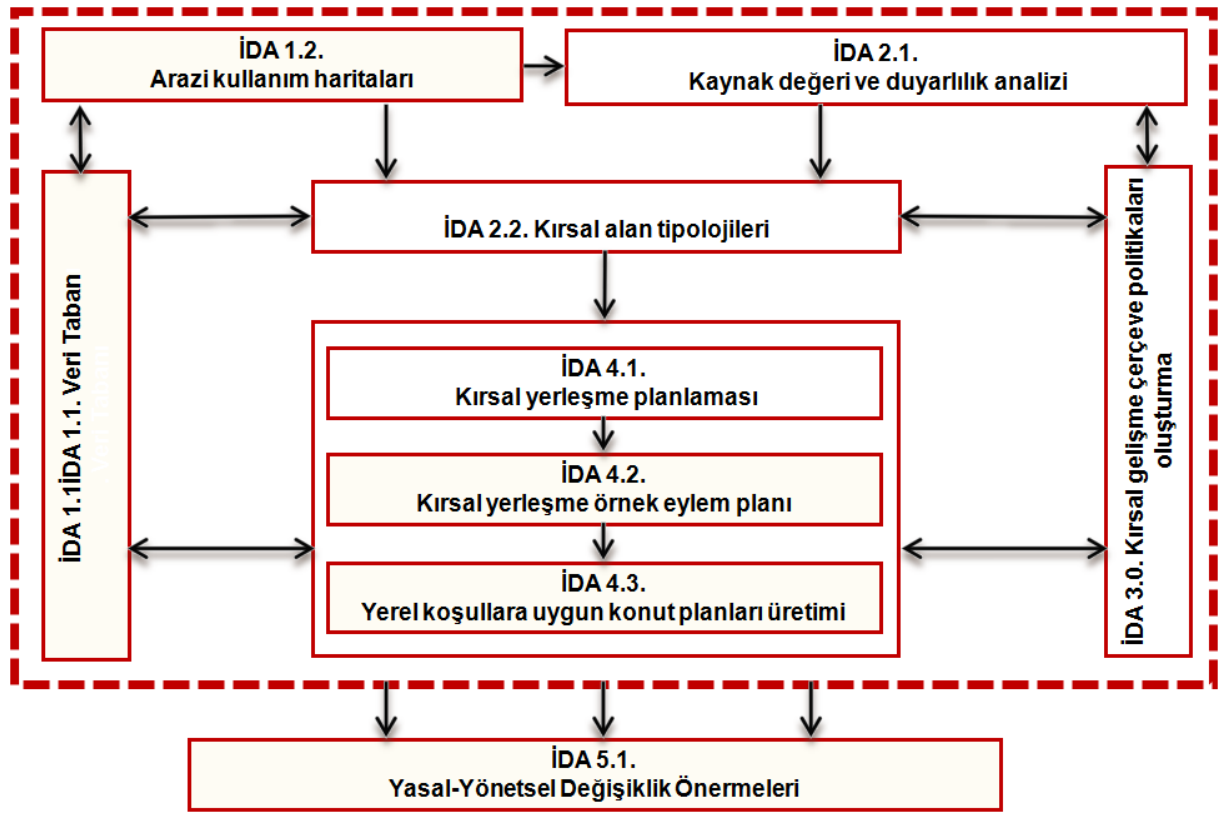 İDA 1.2.
Arazi kullanım haritaları
İDA 2.1.
Kaynak değeri ve duyarlılık analizi
İDA 2.2. Kırsal alan tipolojileri
İDA 1.1İDA 1.1. Veri Taban
İDA 4.1.
Kırsal yerleşme planlaması
İDA 4.2.
Kırsal yerleşme örnek eylem planı
İDA 4.3.
Yerel koşullara uygun konut planları üretimi
İDA 3.0. Kırsal gelişme çerçeve politikaları
oluşturma
İDA 5.1.
Yasal-Yönetsel Değişiklik Önermeleri